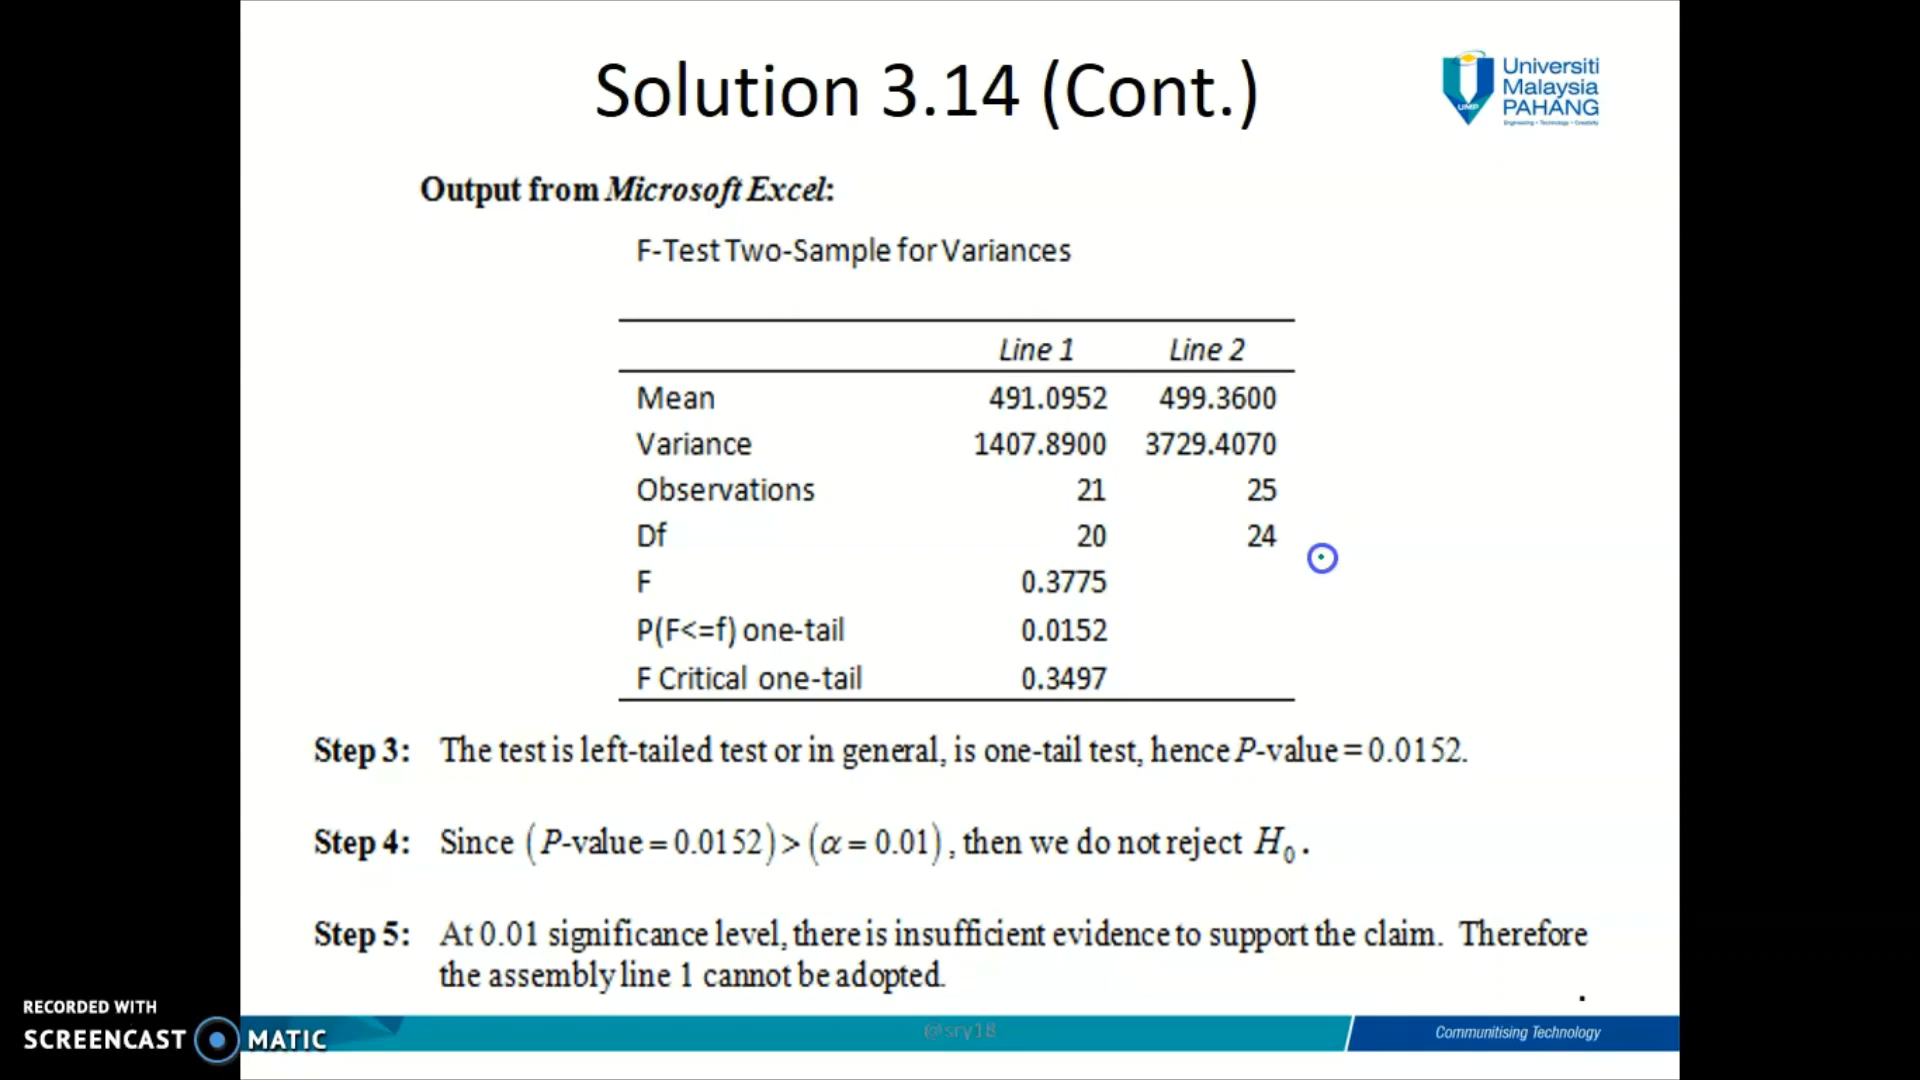 Solution 3.14 (Cont.)
Universiti
Malaysia
PAHANG
Engineering • Technology • Creativity
UMP
Output from Microsoft Excel:
F-Test Two-Sample for Variances
Line 1 Line 2
Mean 491.0952 499.3600
Variance 1407.8900 3729.4070
Observations 21 25
Df 20 24
F 0.3775
P(F<=f) one-tail 0.0152
F Critical one-tail 0.3497
Step 3: The test is left-tailed test or in general, is one-tail test, hence P-value = 0.0152.
Step 4: Since (P-value = 0.0152) > (α = 0.01), then we do not reject H₀.
Step 5: At 0.01 significance level, there is insufficient evidence to support the claim. Therefore
the assembly line 1 cannot be adopted.
.
RECORDED WITH
SCREENCAST MATIC
@sry18
Communitising Technology